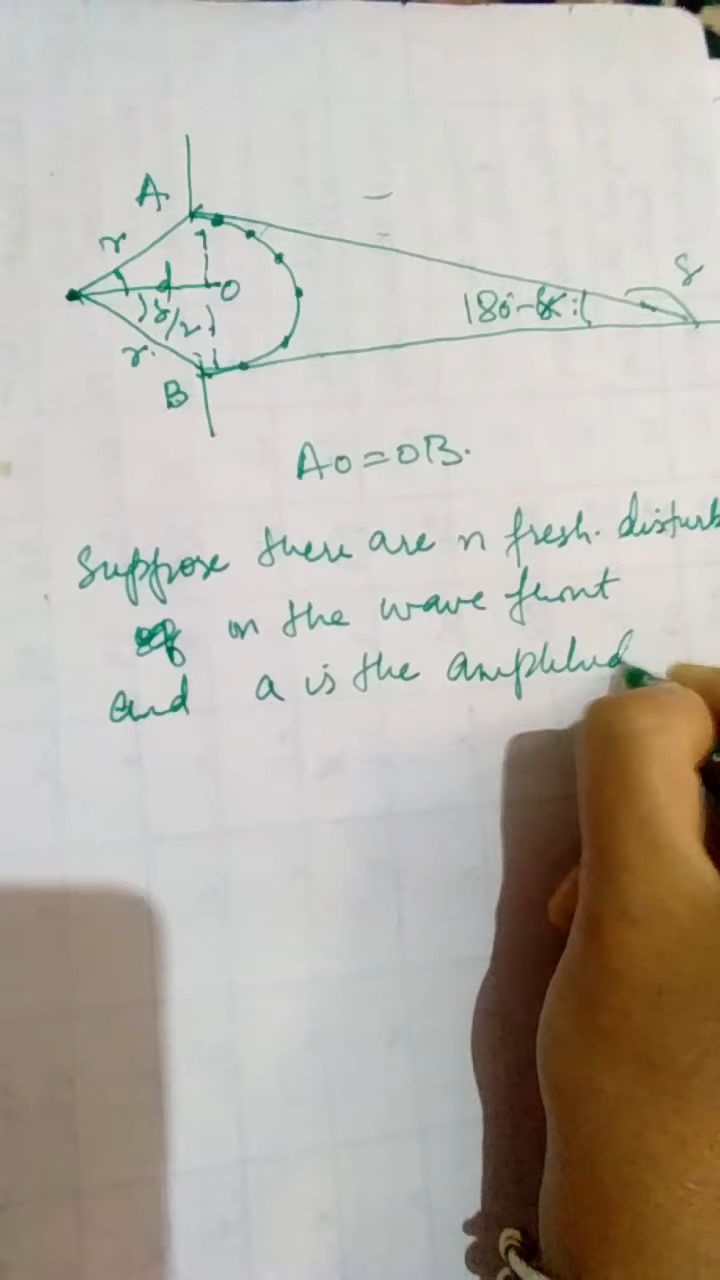 A
r
d
O
δ/2
r
B
180-δ
δ
AO = OB.
Suppose there are n fresh. disturb
on the wave front
and a is the amplitud